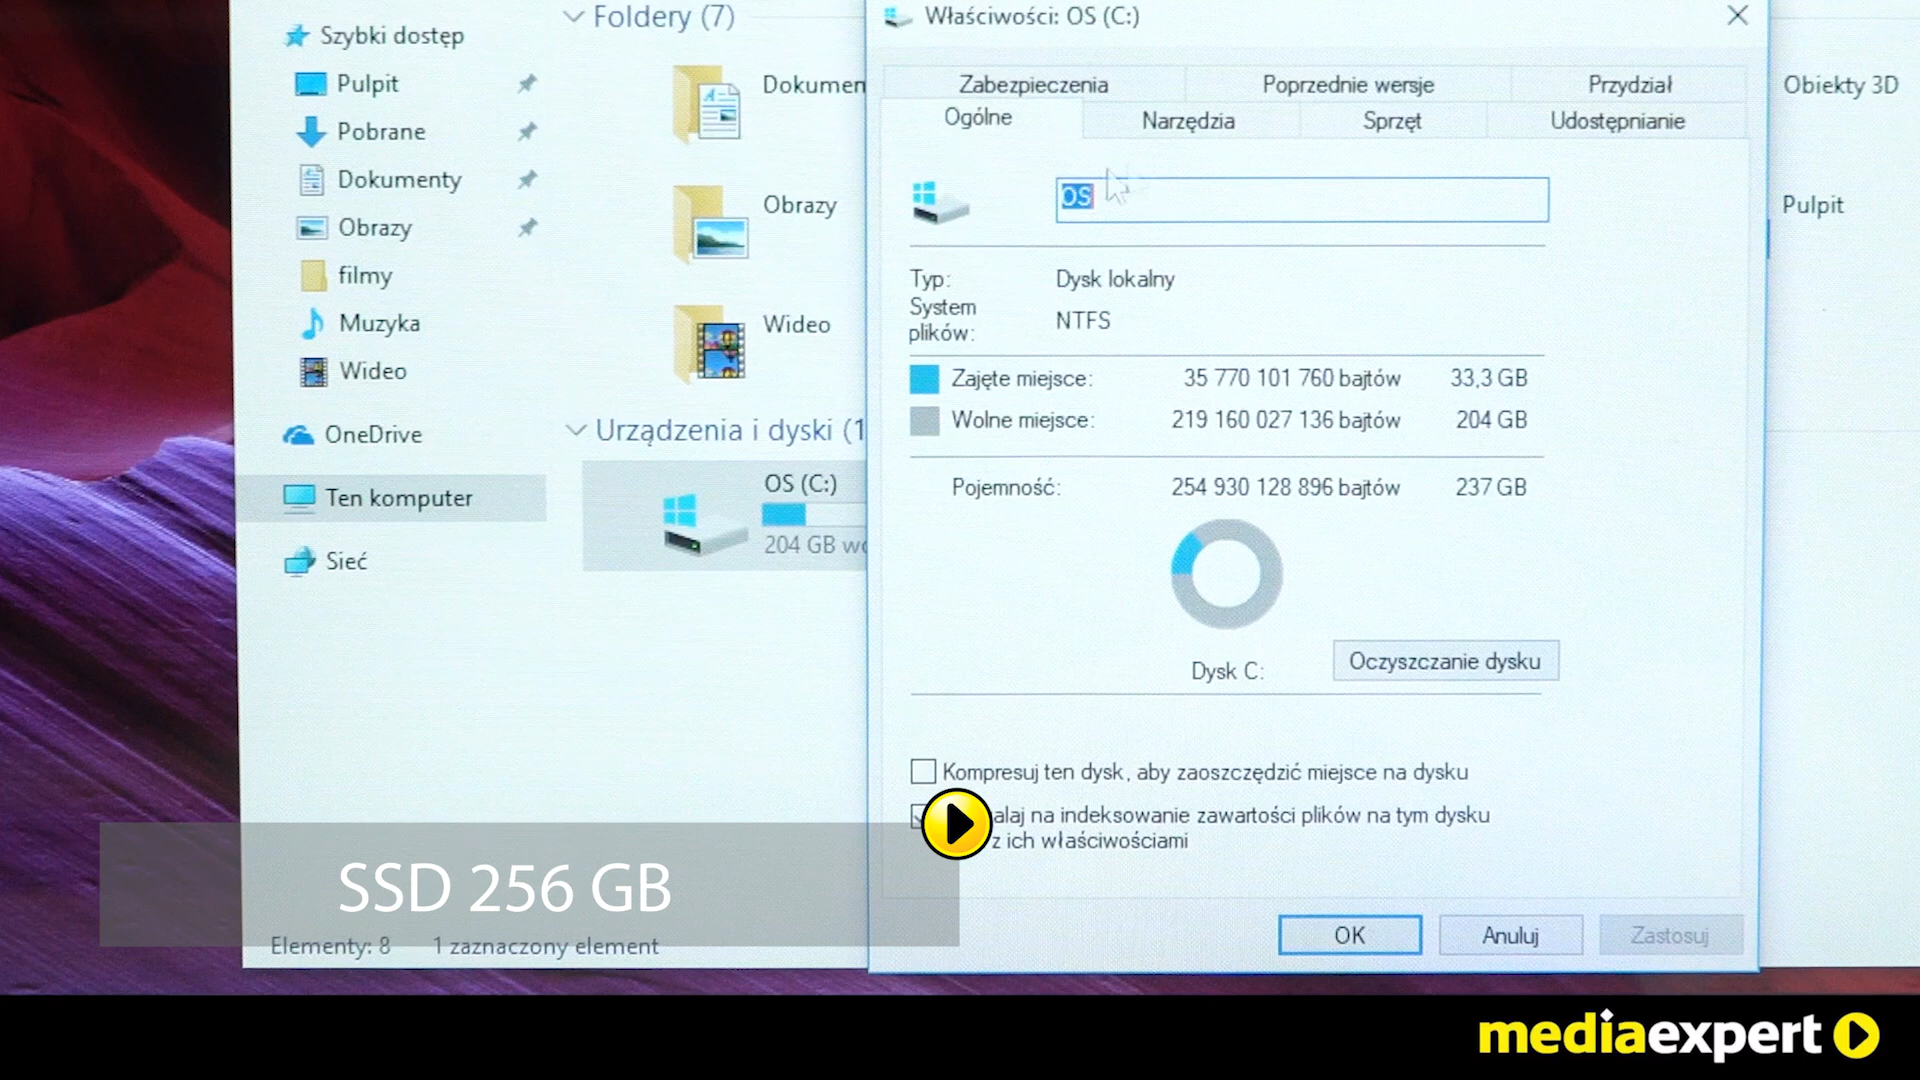 Szybki dostęp
Pulpit
Pobrane
Dokumenty
Obrazy
filmy
Muzyka
Wideo
OneDrive
Ten komputer
Sieć
Elementy: 8 1 zaznaczony element
Foldery (7)
Obrazy
Wideo
Urządzenia i dyski (1
OS (C:)
204 GB
Właściwości: OS (C:)
Zabezpieczenia Poprzednie wersje Przydział
Ogólne Narzędzia Sprzęt Udostępnianie
OS
Typ: Dysk lokalny
System
plików: NTFS
Zajęte miejsce: 35 770 101 760 bajtów 33,3 GB
Wolne miejsce: 219 160 027 136 bajtów 204 GB
Pojemność: 254 930 128 896 bajtów 237 GB
Dysk C:
Oczyszczanie dysku
Kompresuj ten dysk, aby zaoszczędzić miejsce na dysku
na indeksowanie zawartości plików na tym dysku
z ich właściwościami
OK Anuluj Zastosuj
Obiekty 3D
Pulpit
SSD 256 GB
mediaexpert